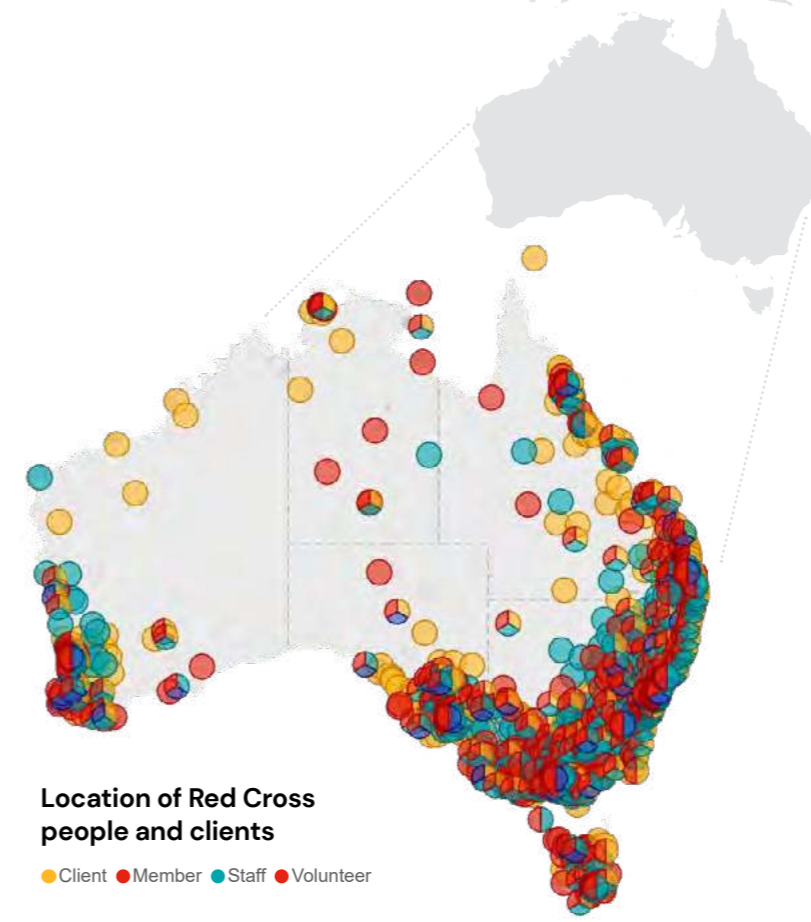 Location of Red Cross
people and clients
Client Member Staff Volunteer